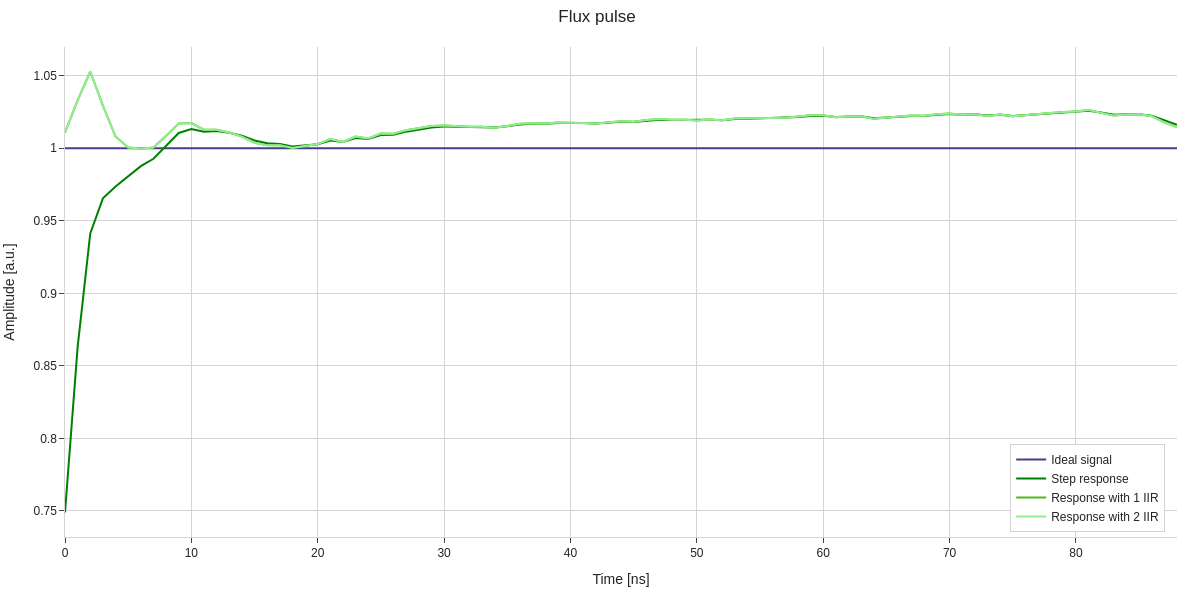 Flux pulse
Amplitude [a.u.]
1.05
1
0.95
0.9
0.85
0.8
0.75
0 10 20 30 40 50 60 70 80
Time [ns]
Ideal signal
Step response
Response with 1 IIR
Response with 2 IIR